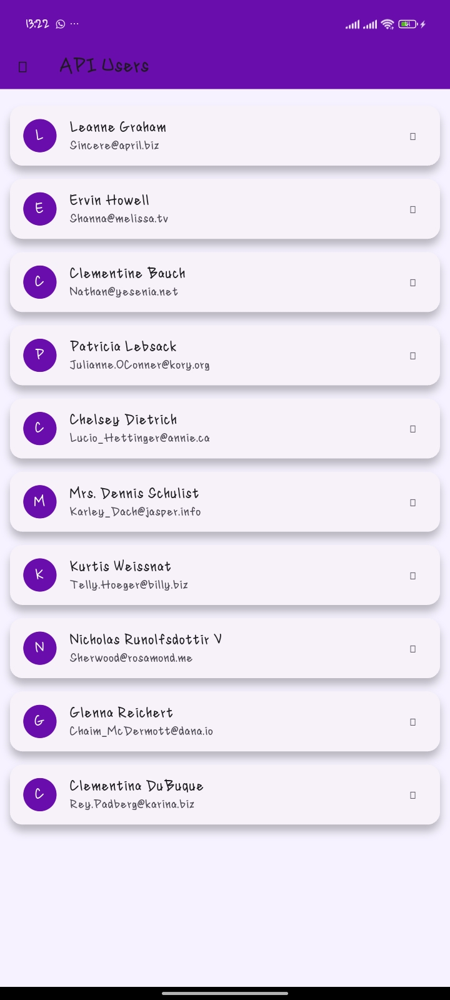 13:22
API Users
L
Leanne Graham
Sincere@april.biz
E
Ervin Howell
Shanna@melissa.tv
C
Clementine Bauch
Nathan@yesenia.net
P
Patricia Lebsack
Julianne.OConner@kory.org
C
Chelsey Dietrich
Lucio_Hettinger@annie.ca
M
Mrs. Dennis Schulist
Karley_Dach@jasper.info
K
Kurtis Weissnat
Telly.Hoeger@billy.biz
N
Nicholas Runolfsdottir V
Sherwood@rosamond.me
G
Glenna Reichert
Chaim_McDermott@dana.io
C
Clementina DuBuque
Rey.Padberg@karina.biz